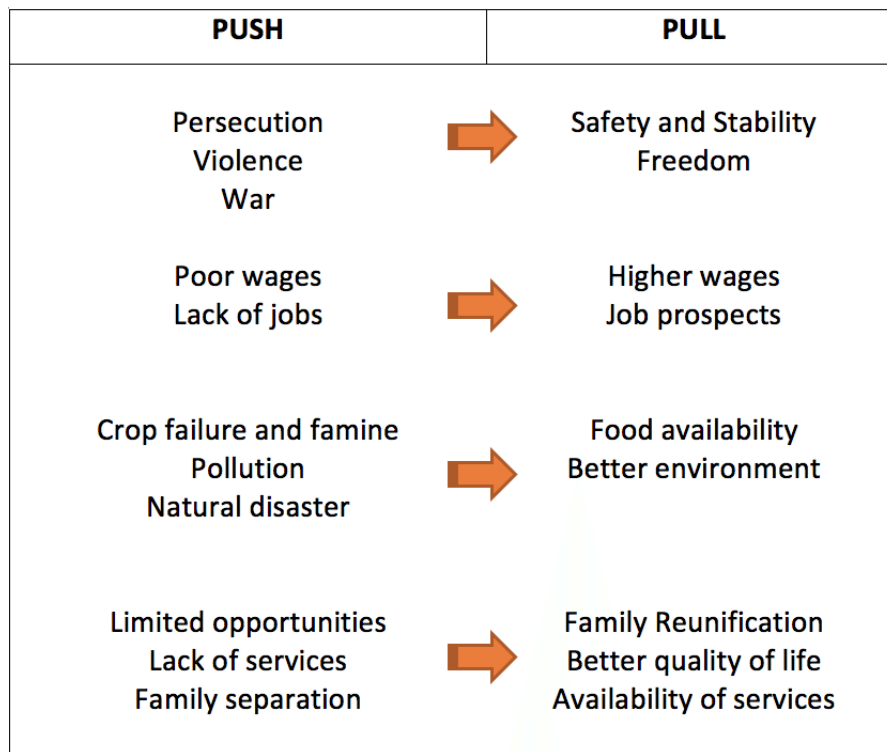 PUSH PULL
Persecution
Violence
War
Safety and Stability
Freedom
Poor wages
Lack of jobs
Higher wages
Job prospects
Crop failure and famine
Pollution
Natural disaster
Food availability
Better environment
Limited opportunities
Lack of services
Family separation
Family Reunification
Better quality of life
Availability of services